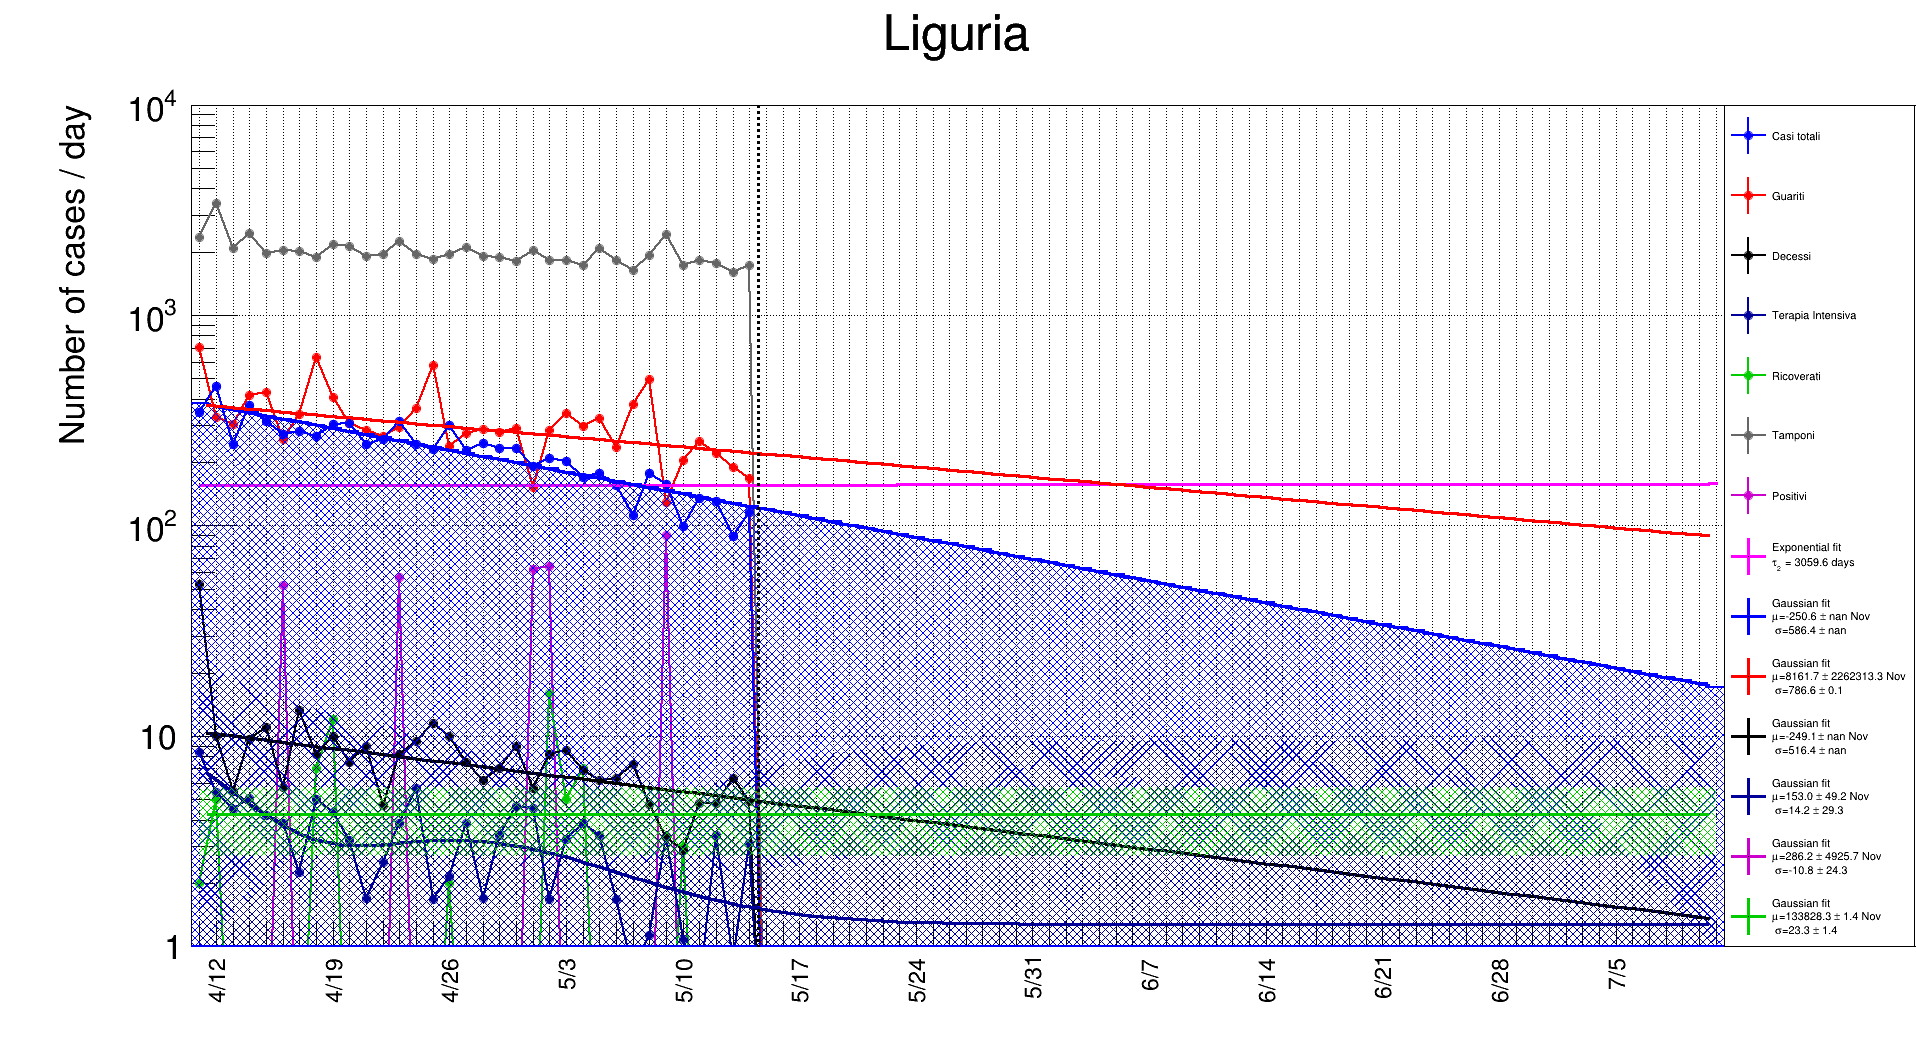 Liguria
Number of cases / day
10⁴
10³
10²
10
1
4/12
4/19
4/26
5/3
5/10
5/17
5/24
5/31
6/7
6/14
6/21
6/28
7/5
Casi totali
Guariti
Decessi
Terapia Intensiva
Ricoverati
Tamponi
Positivi
Exponential fit
τ₂ = 3059.6 days
Gaussian fit
μ=-250.6 ± nan Nov
σ=586.4 ± nan
Gaussian fit
μ=8161.7 ± 2262313.3 Nov
σ=786.6 ± 0.1
Gaussian fit
μ=-249.1 ± nan Nov
σ=516.4 ± nan
Gaussian fit
μ=153.0 ± 49.2 Nov
σ=14.2 ± 29.3
Gaussian fit
μ=286.2 ± 4925.7 Nov
σ=-10.8 ± 24.3
Gaussian fit
μ=133828.3 ± 1.4 Nov
σ=23.3 ± 1.4